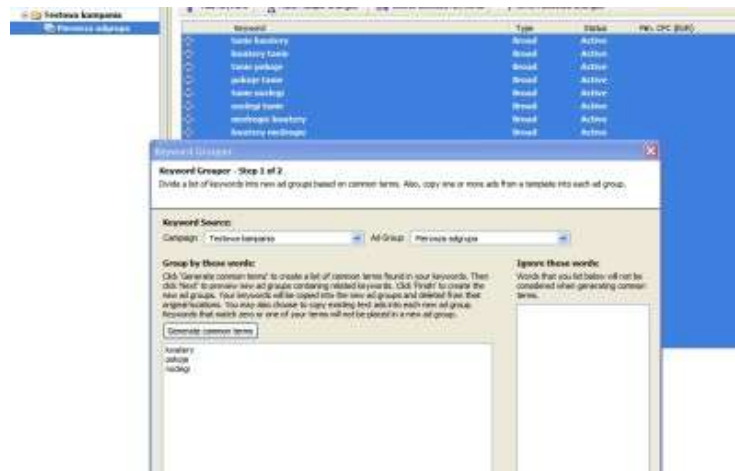 Testowa kampania
Pierwsza adgrupa
Keyword Type Status Min. CPC (EUR)
tanie kwatery Broad Active
kwatery tanie Broad Active
tanie pokoje Broad Active
pokoje tanie Broad Active
tanie noclegi Broad Active
noclegi tanie Broad Active
niedrogie kwatery Broad Active
kwatery niedrogie Broad Active
Keyword Grouper
Keyword Grouper - Step 1 of 2
Divide a list of keywords into new ad groups based on common terms. Also, copy one or more ads from a template into each ad group.
Keyword Source:
Campaign: Testowa kampania Ad Group: Pierwsza adgrupa
Group by these words:
Click 'Generate common terms' to create a list of common terms found in your keywords. Then
click 'Next' to preview new ad groups containing related keywords. Click 'Finish' to create the
new ad groups. Your keywords will be copied into the new ad groups and deleted from their
original locations. You may also choose to copy existing text ads into each new ad group.
Keywords that match zero or one of your terms will not be placed in a new ad group.
Generate common terms
kwatery
pokoje
noclegi
Ignore these words:
Words that you list below will not be
considered when generating common
terms.